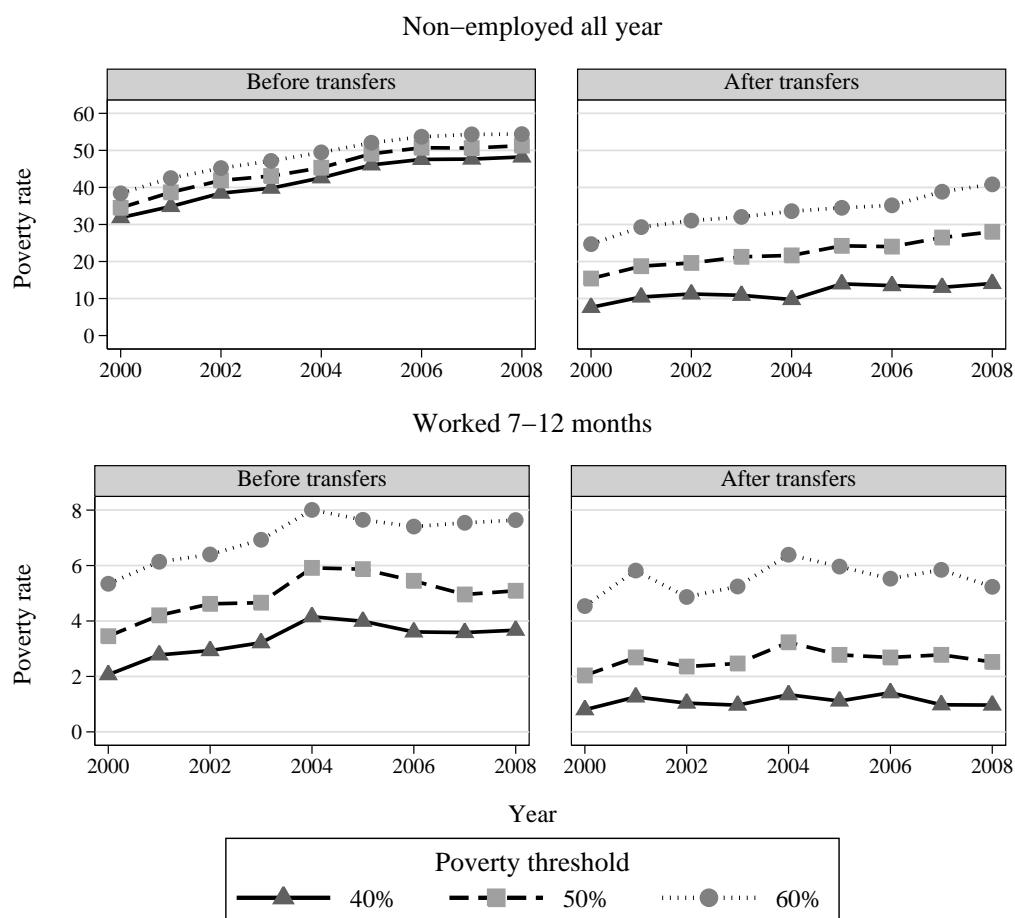 Non−employed all year
Before transfers
After transfers
Poverty rate
60
50
40
30
20
10
0
2000 2002 2004 2006 2008
2000 2002 2004 2006 2008
Worked 7−12 months
Before transfers
After transfers
Poverty rate
8
6
4
2
0
2000 2002 2004 2006 2008
2000 2002 2004 2006 2008
Year
Poverty threshold
40% 50% 60%